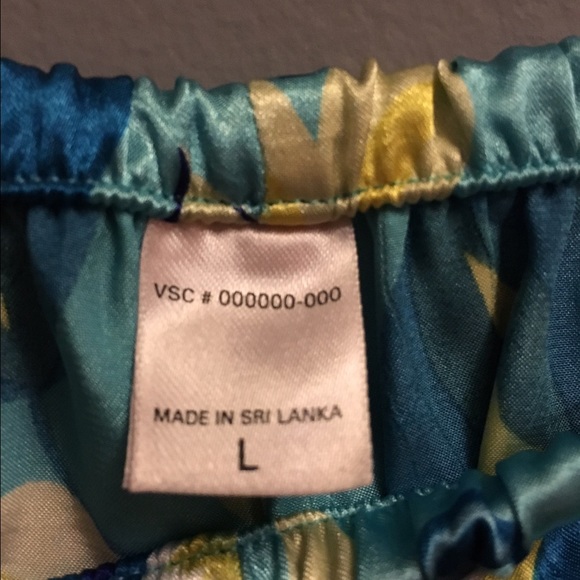 VSC # 000000-000
MADE IN SRI LANKA
L